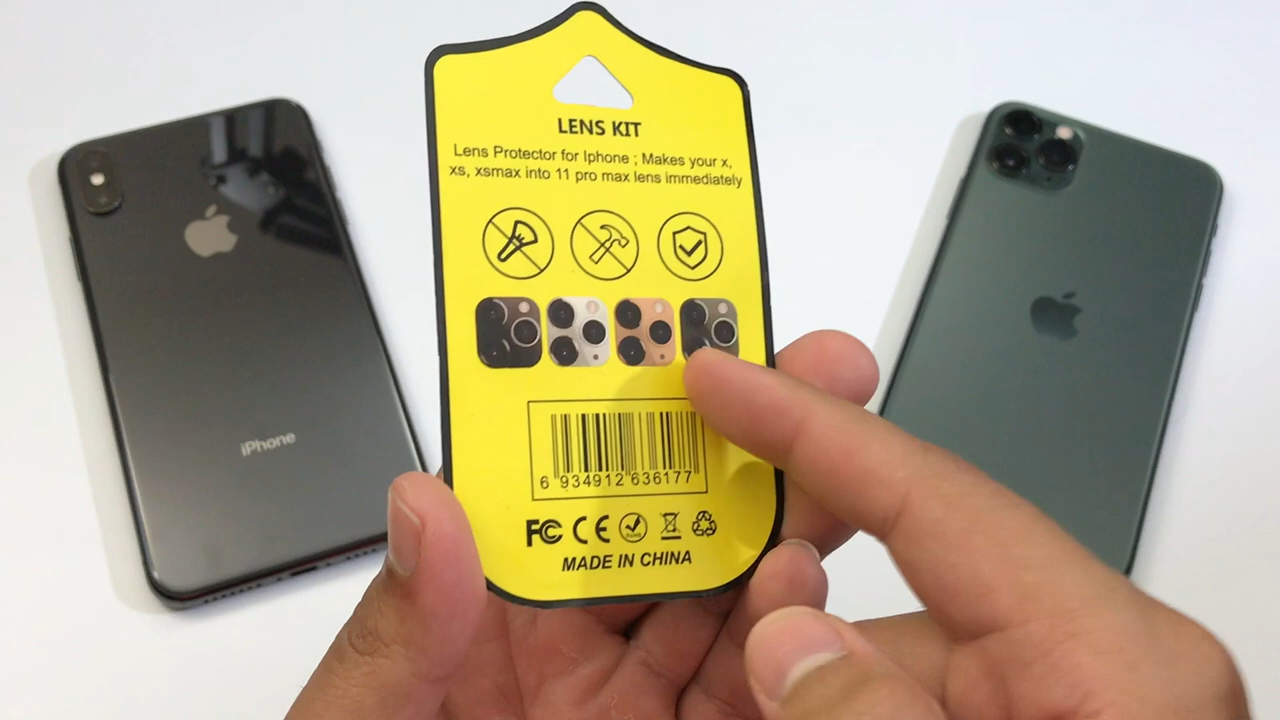 LENS KIT
Lens Protector for Iphone ; Makes your x,
xs, xsmax into 11 pro max lens immediately
iPhone
6 934912 636177
FC CE RoHS
MADE IN CHINA